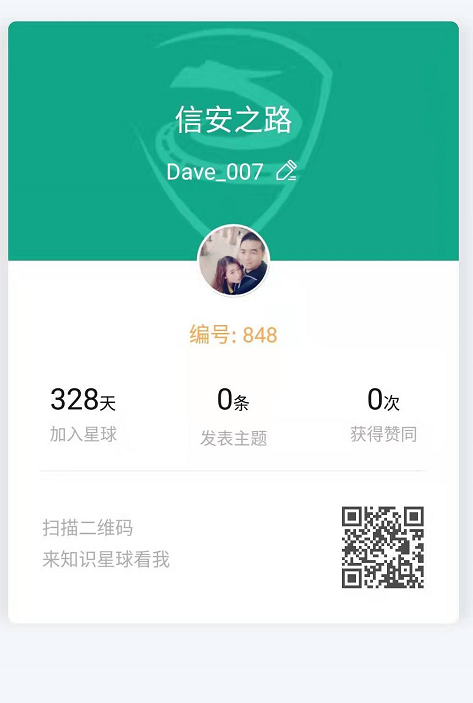 信安之路
Dave_007
编号: 848
328天 0条 0次
加入星球 发表主题 获得赞同
扫描二维码
来知识星球看我